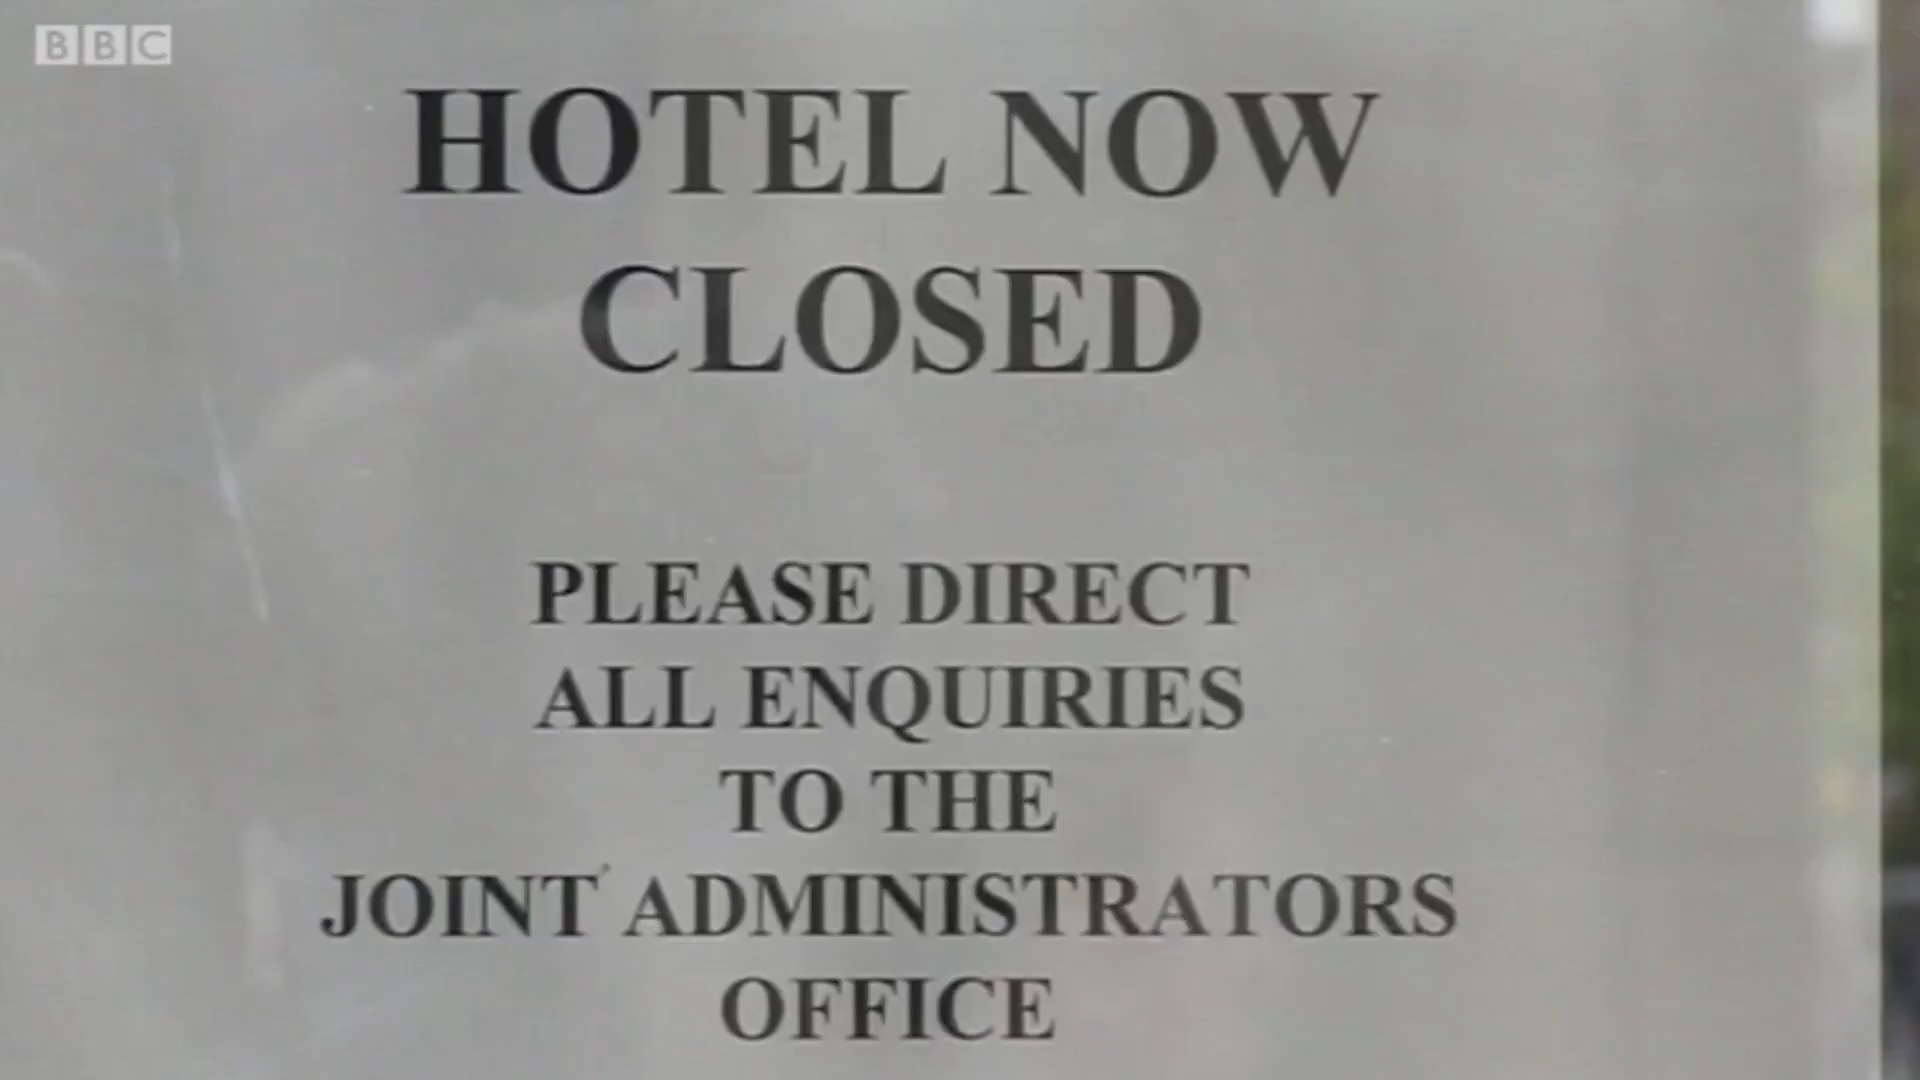 BBC
HOTEL NOW
CLOSED
PLEASE DIRECT
ALL ENQUIRIES
TO THE
JOINT ADMINISTRATORS
OFFICE